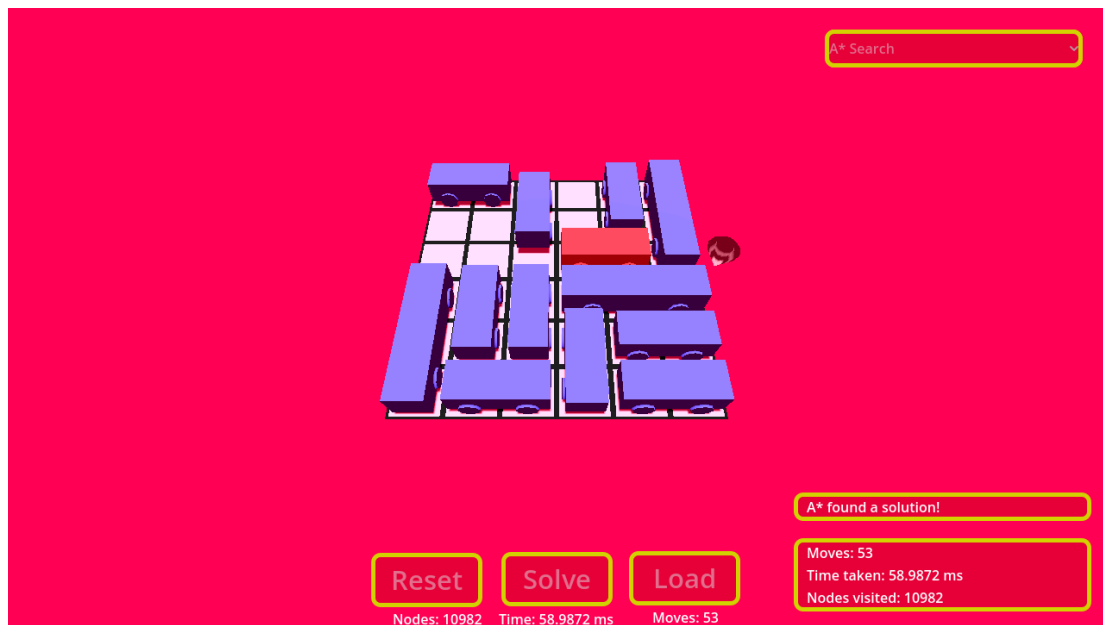 A* Search
A* found a solution!
Moves: 53
Time taken: 58.9872 ms
Nodes visited: 10982
Reset
Solve
Load
Nodes: 10982
Time: 58.9872 ms
Moves: 53